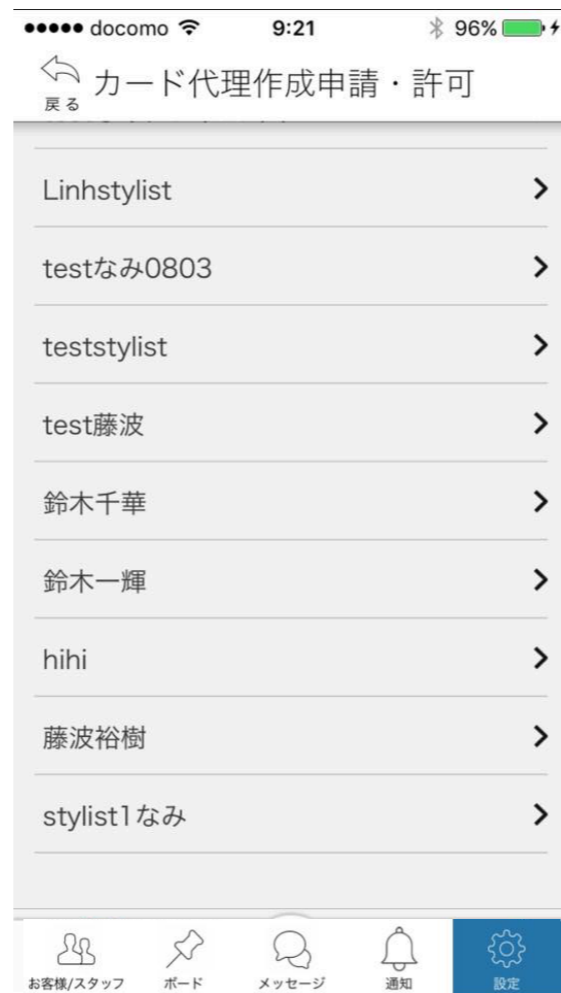 docomo 9:21 96%
戻る カード代理作成申請・許可
Linhstylist
testなみ0803
teststylist
test藤波
鈴木千華
鈴木一輝
hihi
藤波裕樹
stylist1なみ
お客様/スタッフ ボード メッセージ 通知 設定